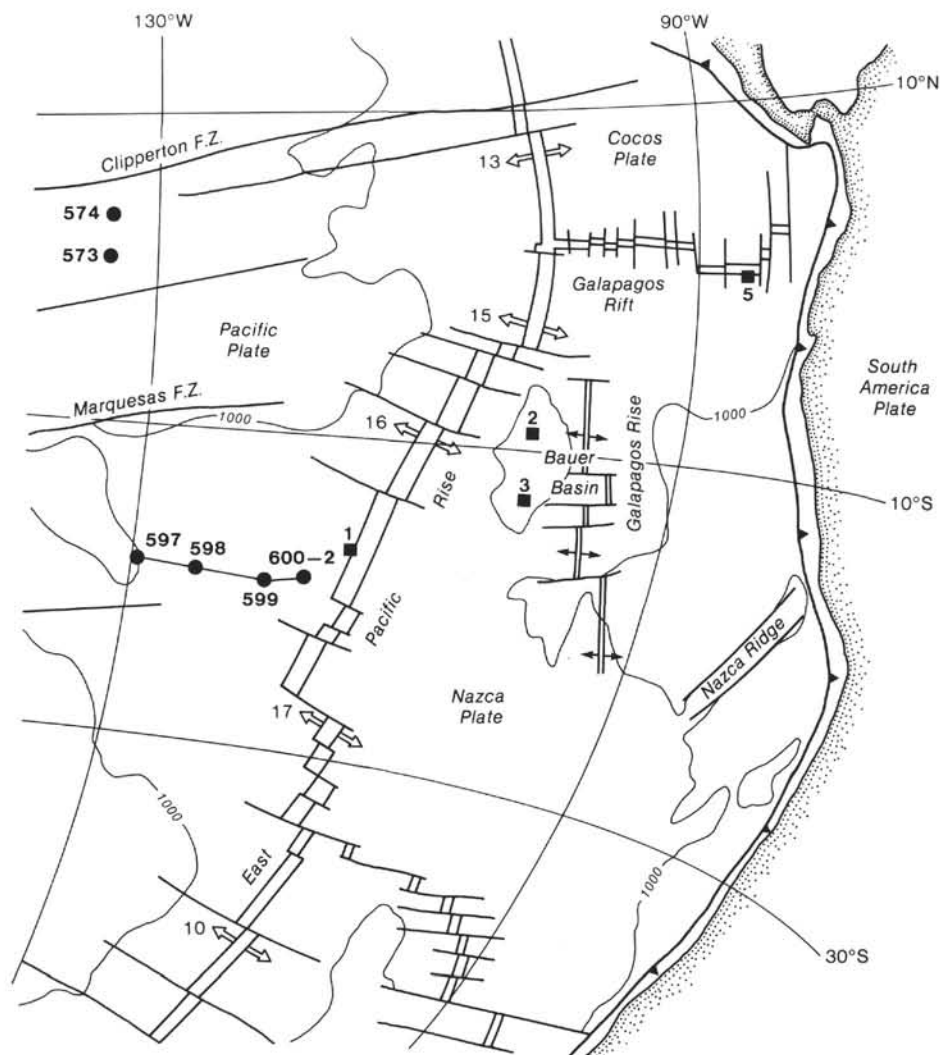 130°W
90°W
10°N
Clipperton F.Z.
13
Cocos
Plate
574
573
5
Galapagos
Rift
15
Pacific
Plate
South
America
Plate
Marquesas F.Z.
1000
1000
16
2
Bauer
Basin
3
Galapagos Rise
Rise
10°S
597
598
599
600–2
1
Pacific
Nazca Ridge
Nazca
Plate
17
1000
1000
East
10
30°S